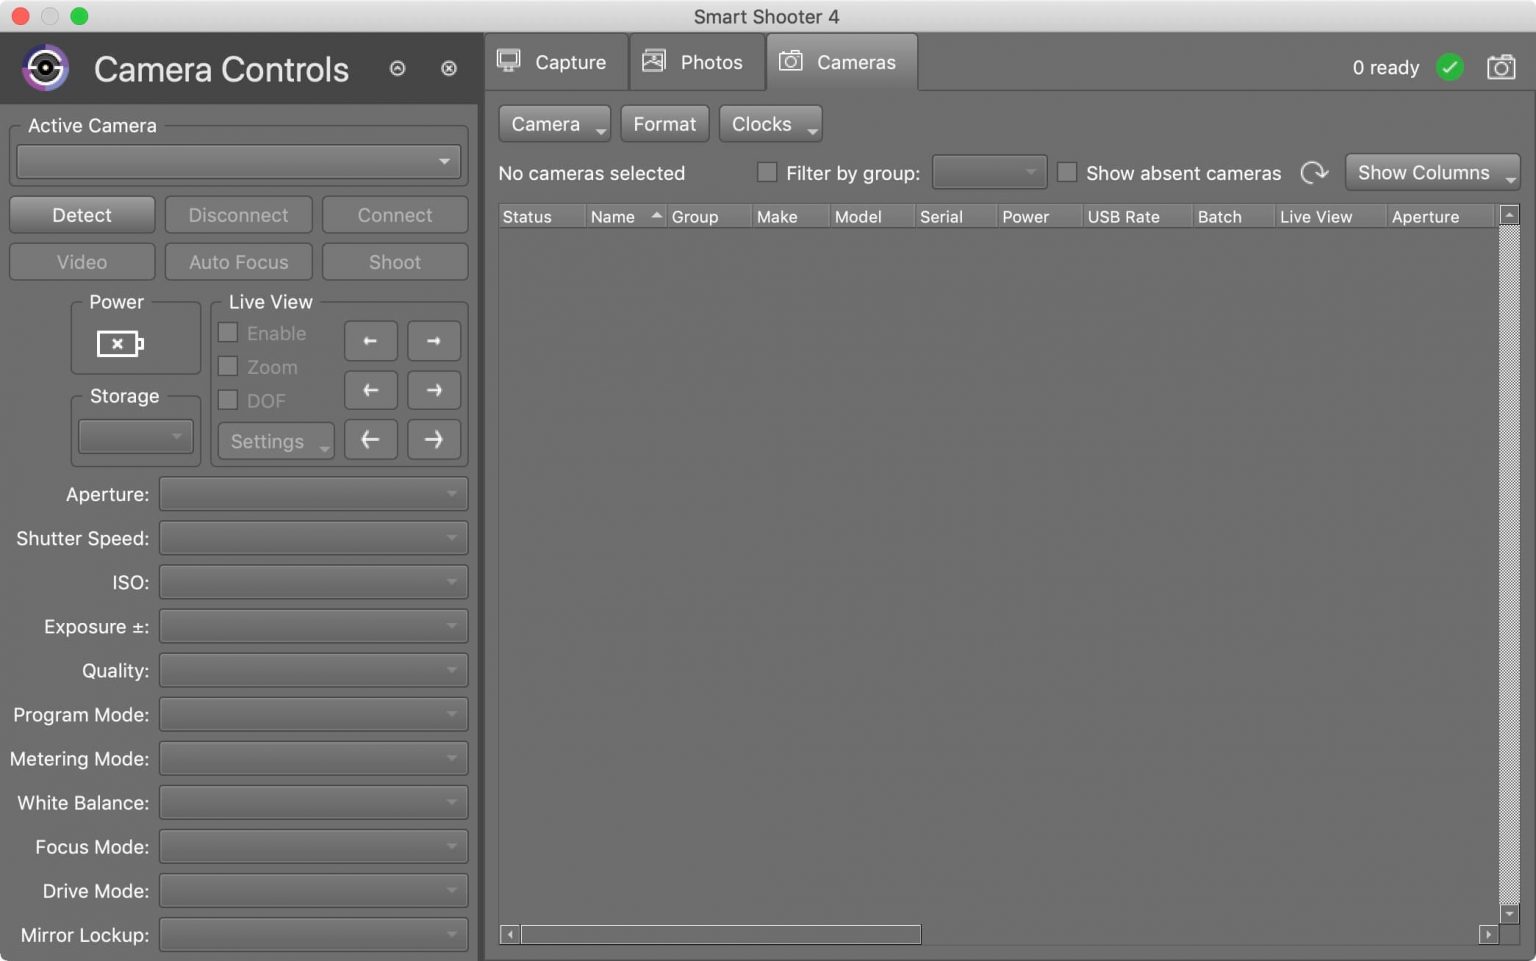 Smart Shooter 4
Camera Controls
Capture
Photos
Cameras
0 ready
Active Camera
Detect
Disconnect
Connect
Video
Auto Focus
Shoot
Power
Live View
Enable
Zoom
DOF
Settings
Storage
Aperture:
Shutter Speed:
ISO:
Exposure ±:
Quality:
Program Mode:
Metering Mode:
White Balance:
Focus Mode:
Drive Mode:
Mirror Lockup:
Camera
Format
Clocks
No cameras selected
Filter by group:
Show absent cameras
Show Columns
Status Name Group Make Model Serial Power USB Rate Batch Live View Aperture